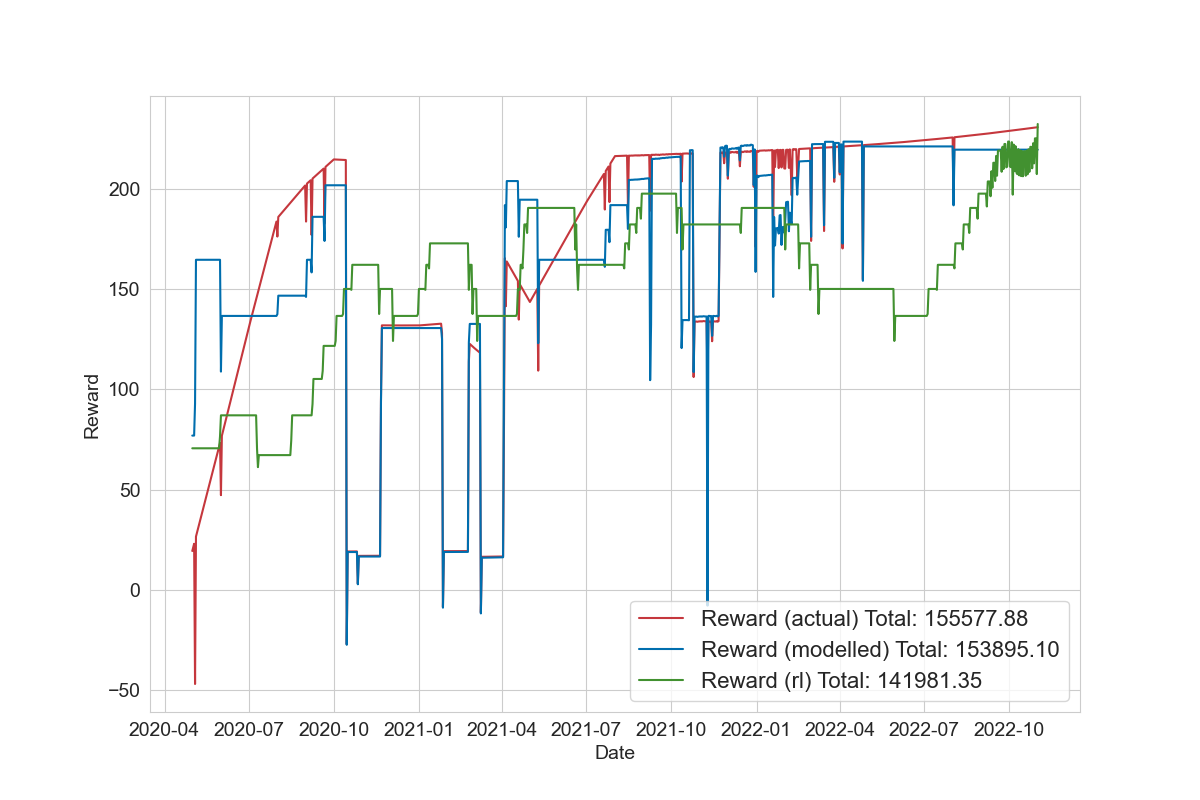 200
150
100
50
0
−50
Reward
2020-04 2020-07 2020-10 2021-01 2021-04 2021-07 2021-10 2022-01 2022-04 2022-07 2022-10
Date
Reward (actual) Total: 155577.88
Reward (modelled) Total: 153895.10
Reward (rl) Total: 141981.35